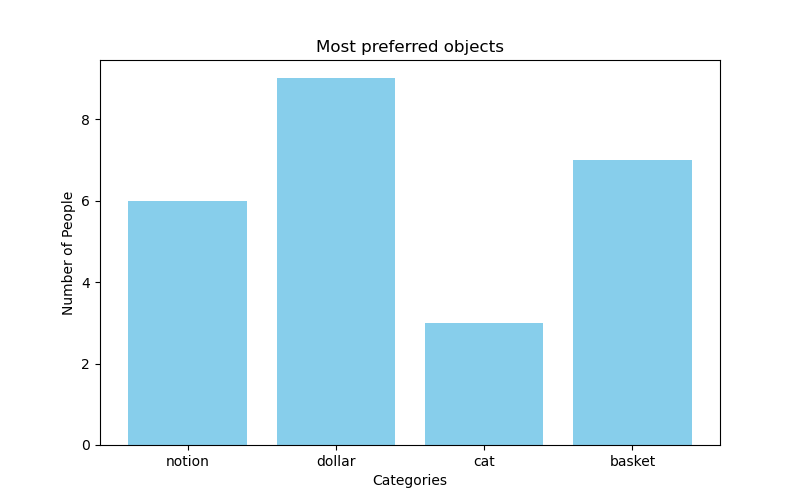 Most preferred objects
Number of People
8
6
4
2
0
notion dollar cat basket
Categories